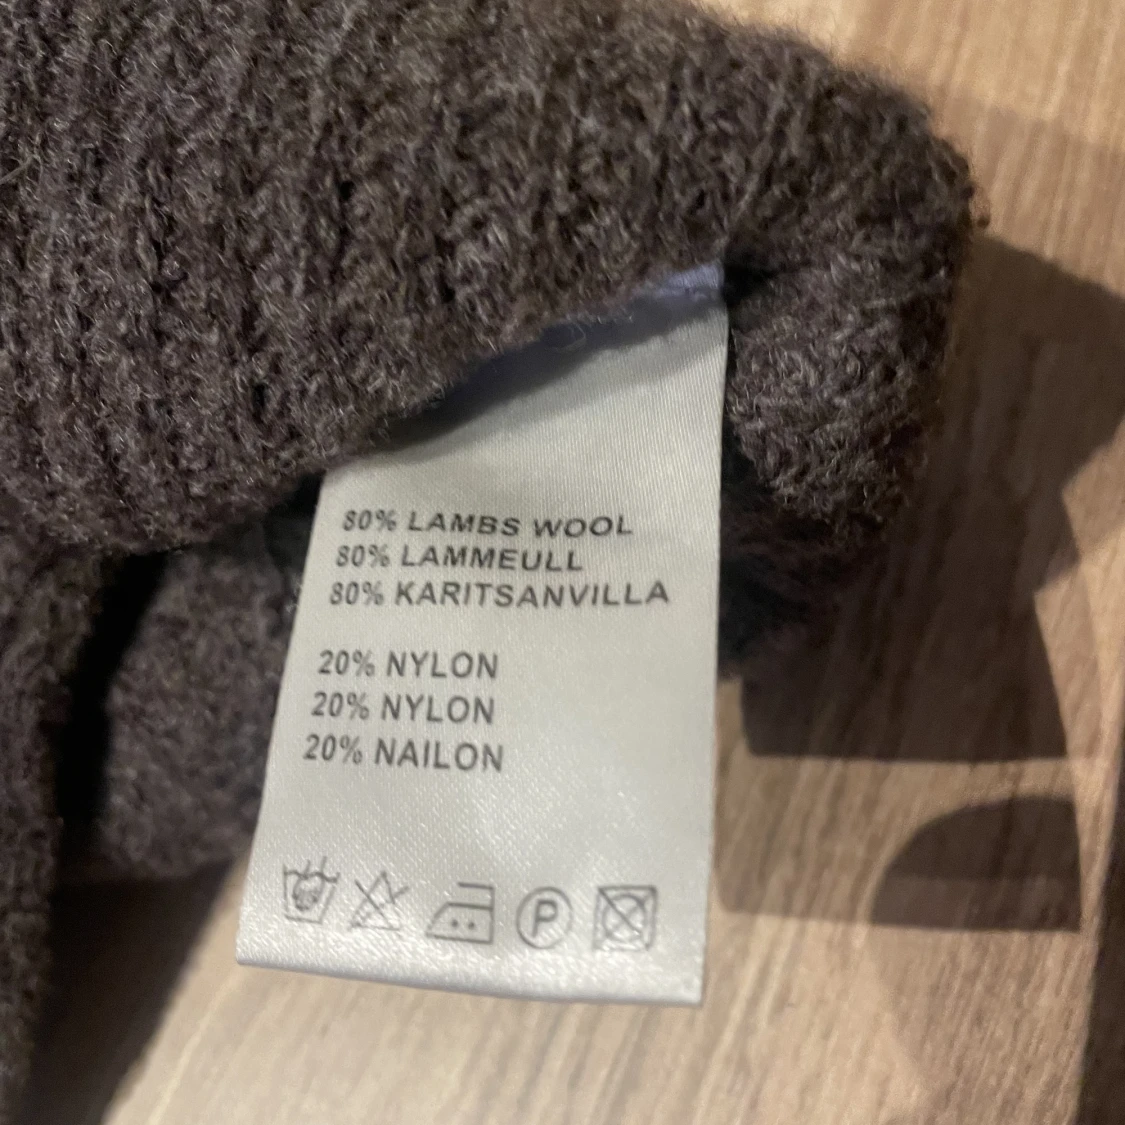 80% LAMBS WOOL
80% LAMMEULL
80% KARITSANVILLA
20% NYLON
20% NYLON
20% NAILON
P